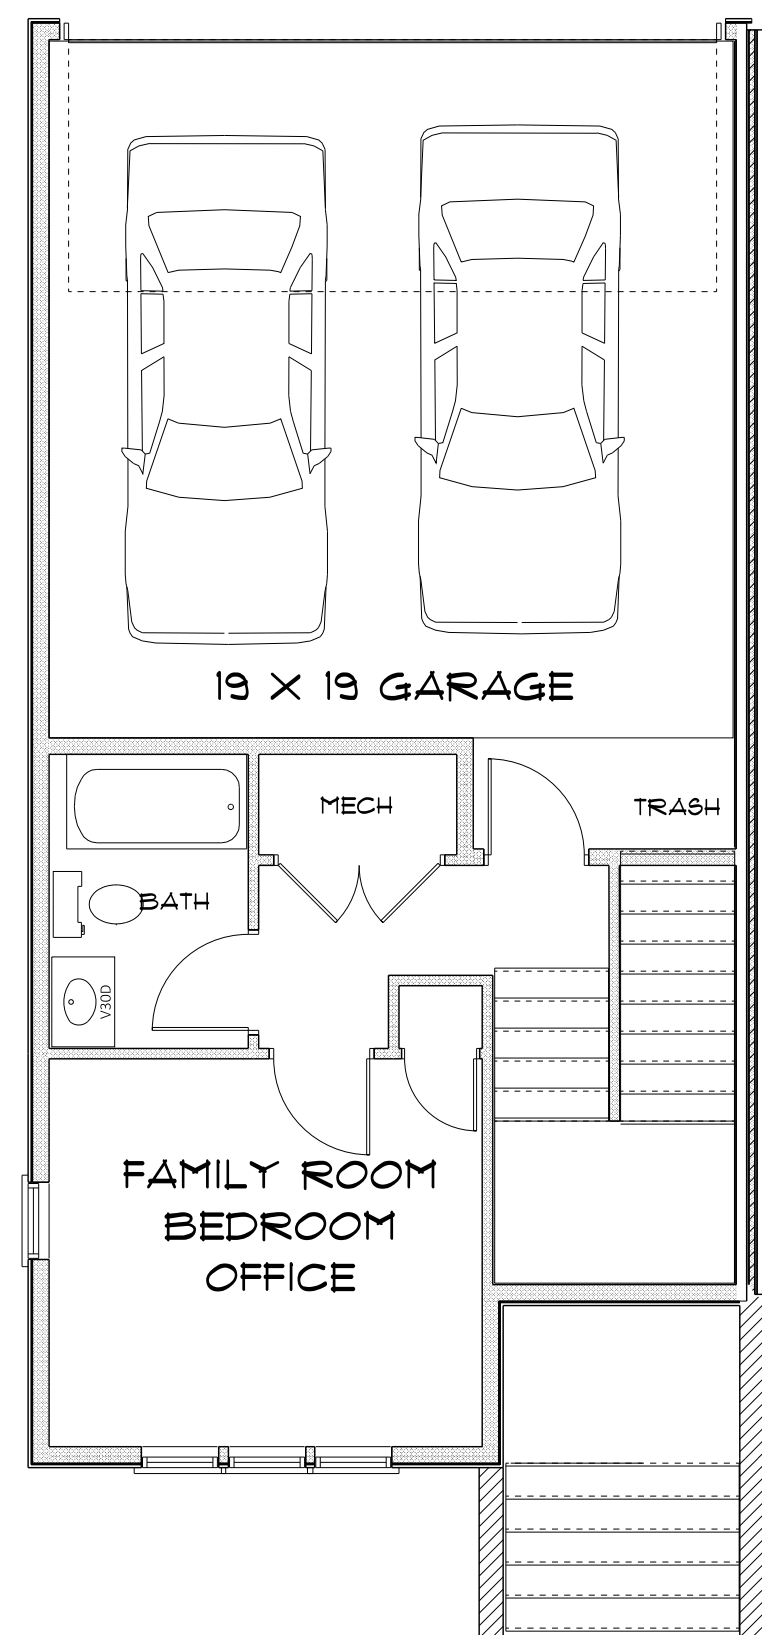 19 X 19 GARAGE
MECH
TRASH
BATH
V30D
FAMILY ROOM
BEDROOM
OFFICE